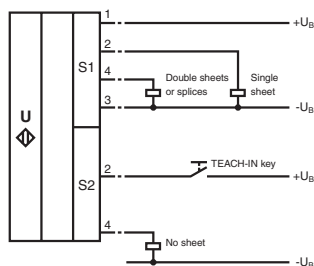 1
+UB
2
S1
Double sheets
or splices
Single
sheet
4
3
-UB
U
TEACH-IN key
S2
2
+UB
4
No sheet
-UB